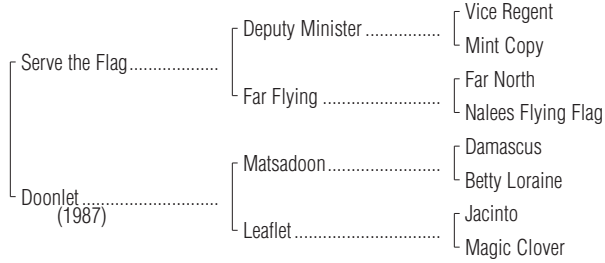 Vice Regent
Deputy Minister ................
Mint Copy
Serve the Flag...................
Far North
Far Flying .........................
Nalees Flying Flag
Damascus
Matsadoon........................
Betty Loraine
Doonlet.............................
(1987)
Jacinto
Leaflet...............................
Magic Clover